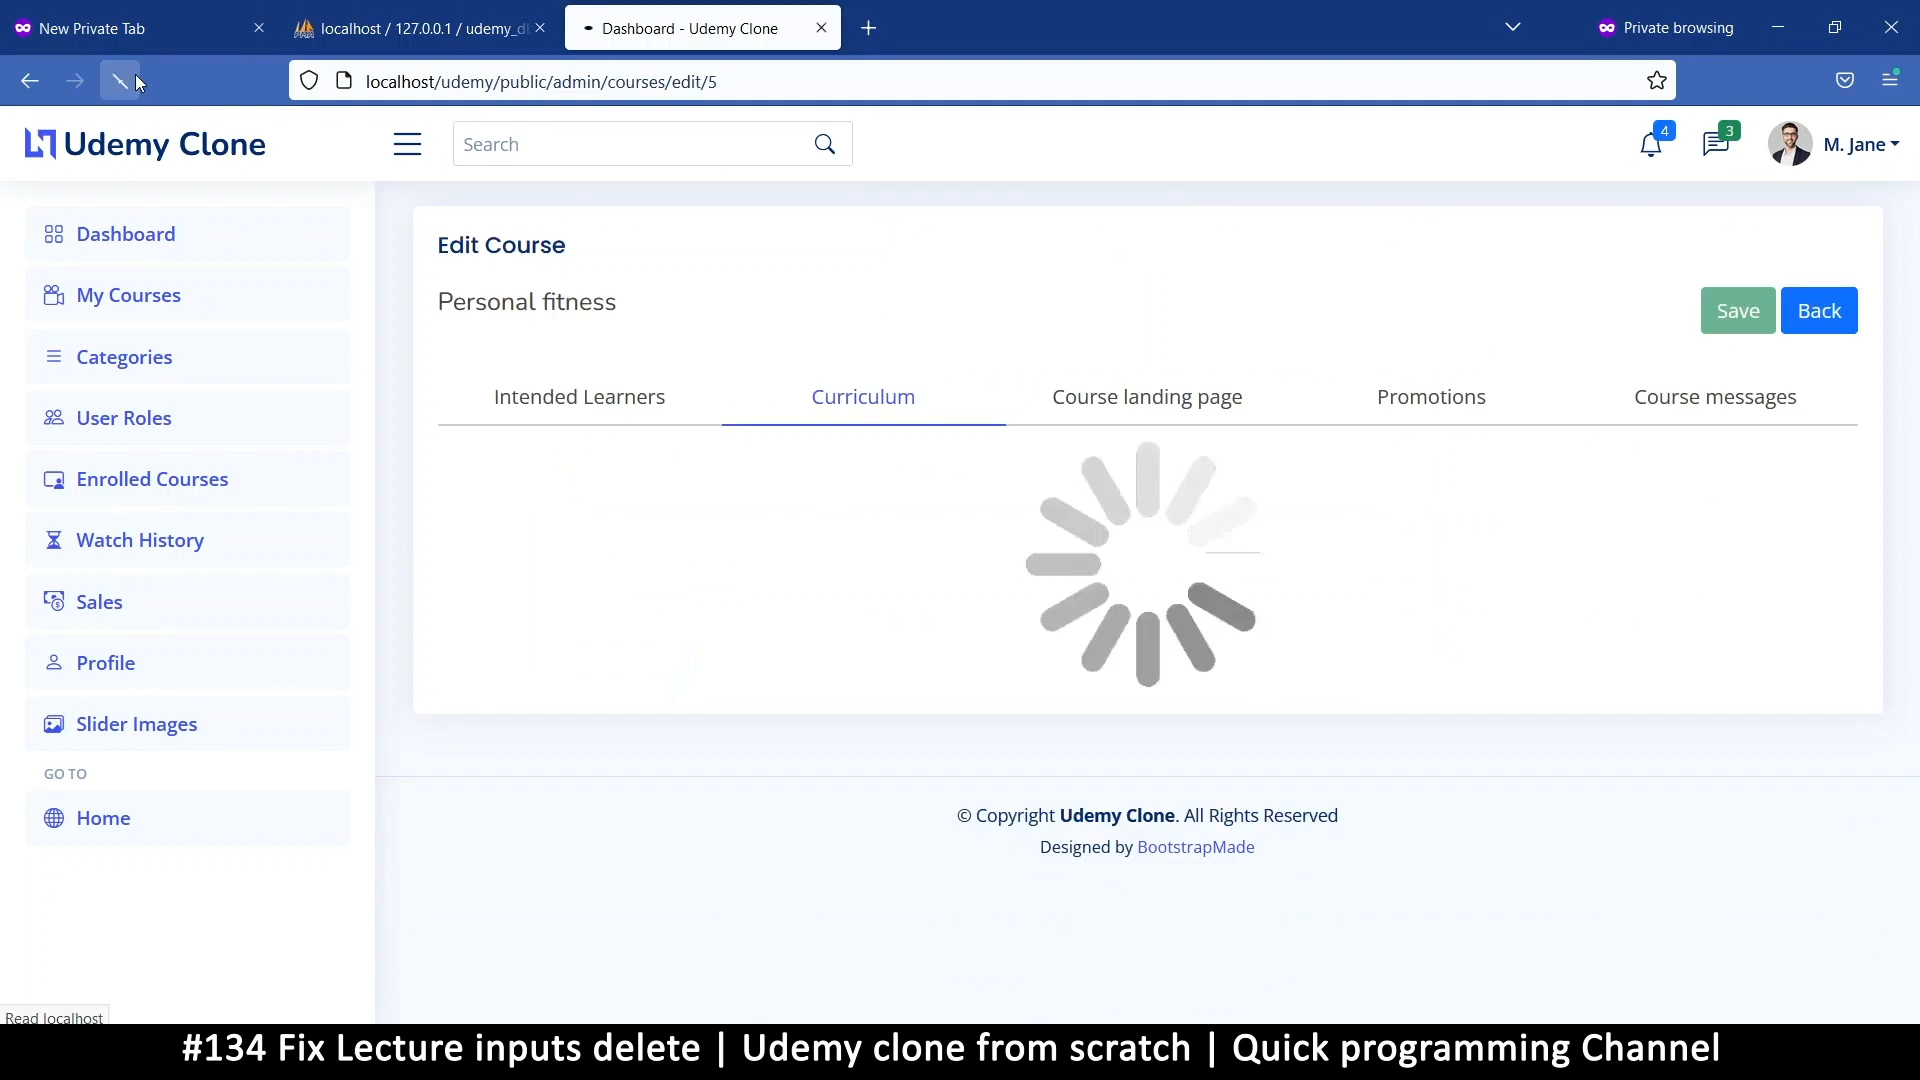 New Private Tab
localhost / 127.0.0.1 / udemy_d
Dashboard - Udemy Clone
Private browsing
localhost/udemy/public/admin/courses/edit/5
Udemy Clone
Search
4
3
M. Jane
Dashboard
My Courses
Categories
User Roles
Enrolled Courses
Watch History
Sales
Profile
Slider Images
GO TO
Home
Edit Course
Personal fitness
Save
Back
Intended Learners
Curriculum
Course landing page
Promotions
Course messages
© Copyright Udemy Clone. All Rights Reserved
Designed by BootstrapMade
Read localhost
#134 Fix Lecture inputs delete | Udemy clone from scratch | Quick programming Channel